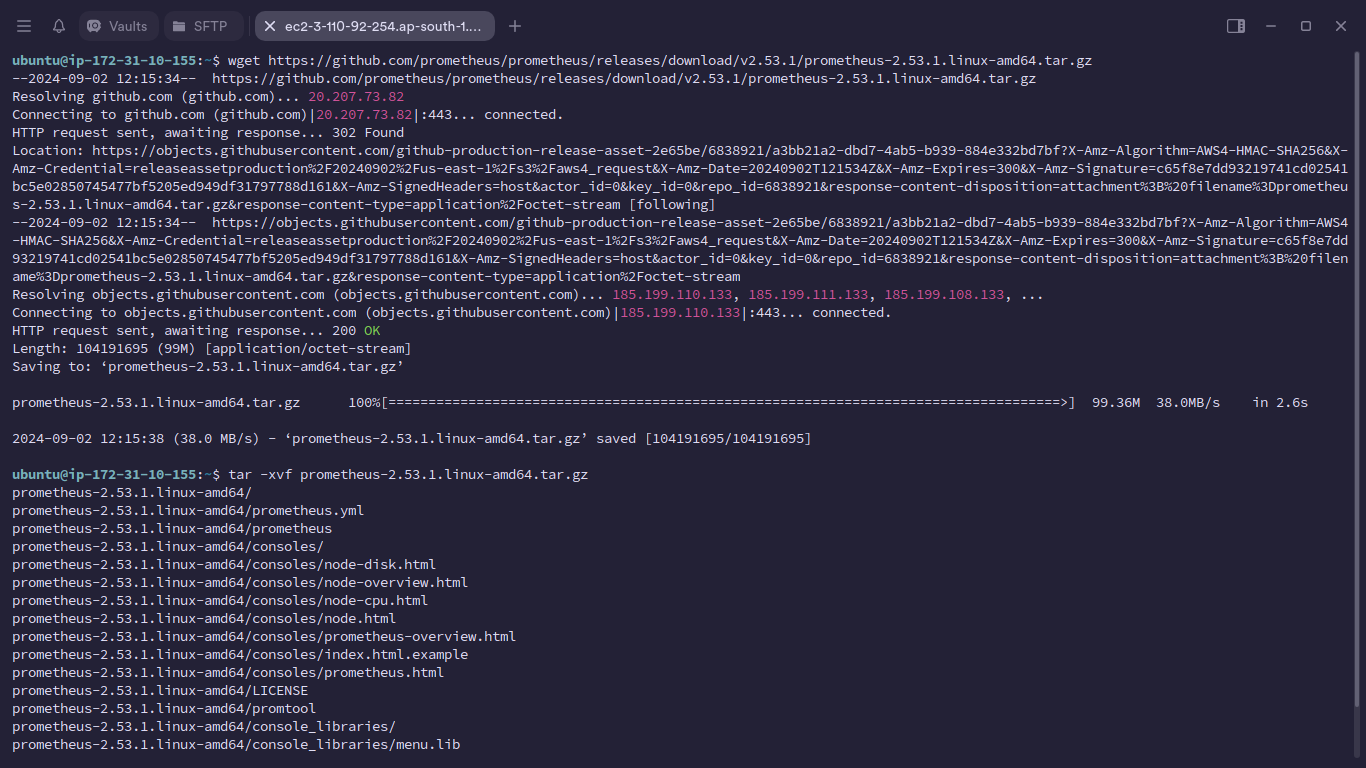 Vaults
SFTP
ec2-3-110-92-254.ap-south-1....
ubuntu@ip-172-31-10-155:~$ wget https://github.com/prometheus/prometheus/releases/download/v2.53.1/prometheus-2.53.1.linux-amd64.tar.gz
--2024-09-02 12:15:34--  https://github.com/prometheus/prometheus/releases/download/v2.53.1/prometheus-2.53.1.linux-amd64.tar.gz
Resolving github.com (github.com)... 20.207.73.82
Connecting to github.com (github.com)|20.207.73.82|:443... connected.
HTTP request sent, awaiting response... 302 Found
Location: https://objects.githubusercontent.com/github-production-release-asset-2e65be/6838921/a3bb21a2-dbd7-4ab5-b939-884e332bd7bf?X-Amz-Algorithm=AWS4-HMAC-SHA256&X-
Amz-Credential=releaseassetproduction%2F20240902%2Fus-east-1%2Fs3%2Faws4_request&X-Amz-Date=20240902T121534Z&X-Amz-Expires=300&X-Amz-Signature=c65f8e7dd93219741cd02541
bc5e02850745477bf5205ed949df31797788d161&X-Amz-SignedHeaders=host&actor_id=0&key_id=0&repo_id=6838921&response-content-disposition=attachment%3B%20filename%3Dprometheu
s-2.53.1.linux-amd64.tar.gz&response-content-type=application%2Foctet-stream [following]
--2024-09-02 12:15:34--  https://objects.githubusercontent.com/github-production-release-asset-2e65be/6838921/a3bb21a2-dbd7-4ab5-b939-884e332bd7bf?X-Amz-Algorithm=AWS4
-HMAC-SHA256&X-Amz-Credential=releaseassetproduction%2F20240902%2Fus-east-1%2Fs3%2Faws4_request&X-Amz-Date=20240902T121534Z&X-Amz-Expires=300&X-Amz-Signature=c65f8e7dd
93219741cd02541bc5e02850745477bf5205ed949df31797788d161&X-Amz-SignedHeaders=host&actor_id=0&key_id=0&repo_id=6838921&response-content-disposition=attachment%3B%20filen
ame%3Dprometheus-2.53.1.linux-amd64.tar.gz&response-content-type=application%2Foctet-stream
Resolving objects.githubusercontent.com (objects.githubusercontent.com)... 185.199.110.133, 185.199.111.133, 185.199.108.133, ...
Connecting to objects.githubusercontent.com (objects.githubusercontent.com)|185.199.110.133|:443... connected.
HTTP request sent, awaiting response... 200 OK
Length: 104191695 (99M) [application/octet-stream]
Saving to: ‘prometheus-2.53.1.linux-amd64.tar.gz’
prometheus-2.53.1.linux-amd64.tar.gz      100%[====================================================================================>]  99.36M  38.0MB/s    in 2.6s
2024-09-02 12:15:38 (38.0 MB/s) - ‘prometheus-2.53.1.linux-amd64.tar.gz’ saved [104191695/104191695]
ubuntu@ip-172-31-10-155:~$ tar -xvf prometheus-2.53.1.linux-amd64.tar.gz
prometheus-2.53.1.linux-amd64/
prometheus-2.53.1.linux-amd64/prometheus.yml
prometheus-2.53.1.linux-amd64/prometheus
prometheus-2.53.1.linux-amd64/consoles/
prometheus-2.53.1.linux-amd64/consoles/node-disk.html
prometheus-2.53.1.linux-amd64/consoles/node-overview.html
prometheus-2.53.1.linux-amd64/consoles/node-cpu.html
prometheus-2.53.1.linux-amd64/consoles/node.html
prometheus-2.53.1.linux-amd64/consoles/prometheus-overview.html
prometheus-2.53.1.linux-amd64/consoles/index.html.example
prometheus-2.53.1.linux-amd64/consoles/prometheus.html
prometheus-2.53.1.linux-amd64/LICENSE
prometheus-2.53.1.linux-amd64/promtool
prometheus-2.53.1.linux-amd64/console_libraries/
prometheus-2.53.1.linux-amd64/console_libraries/menu.lib